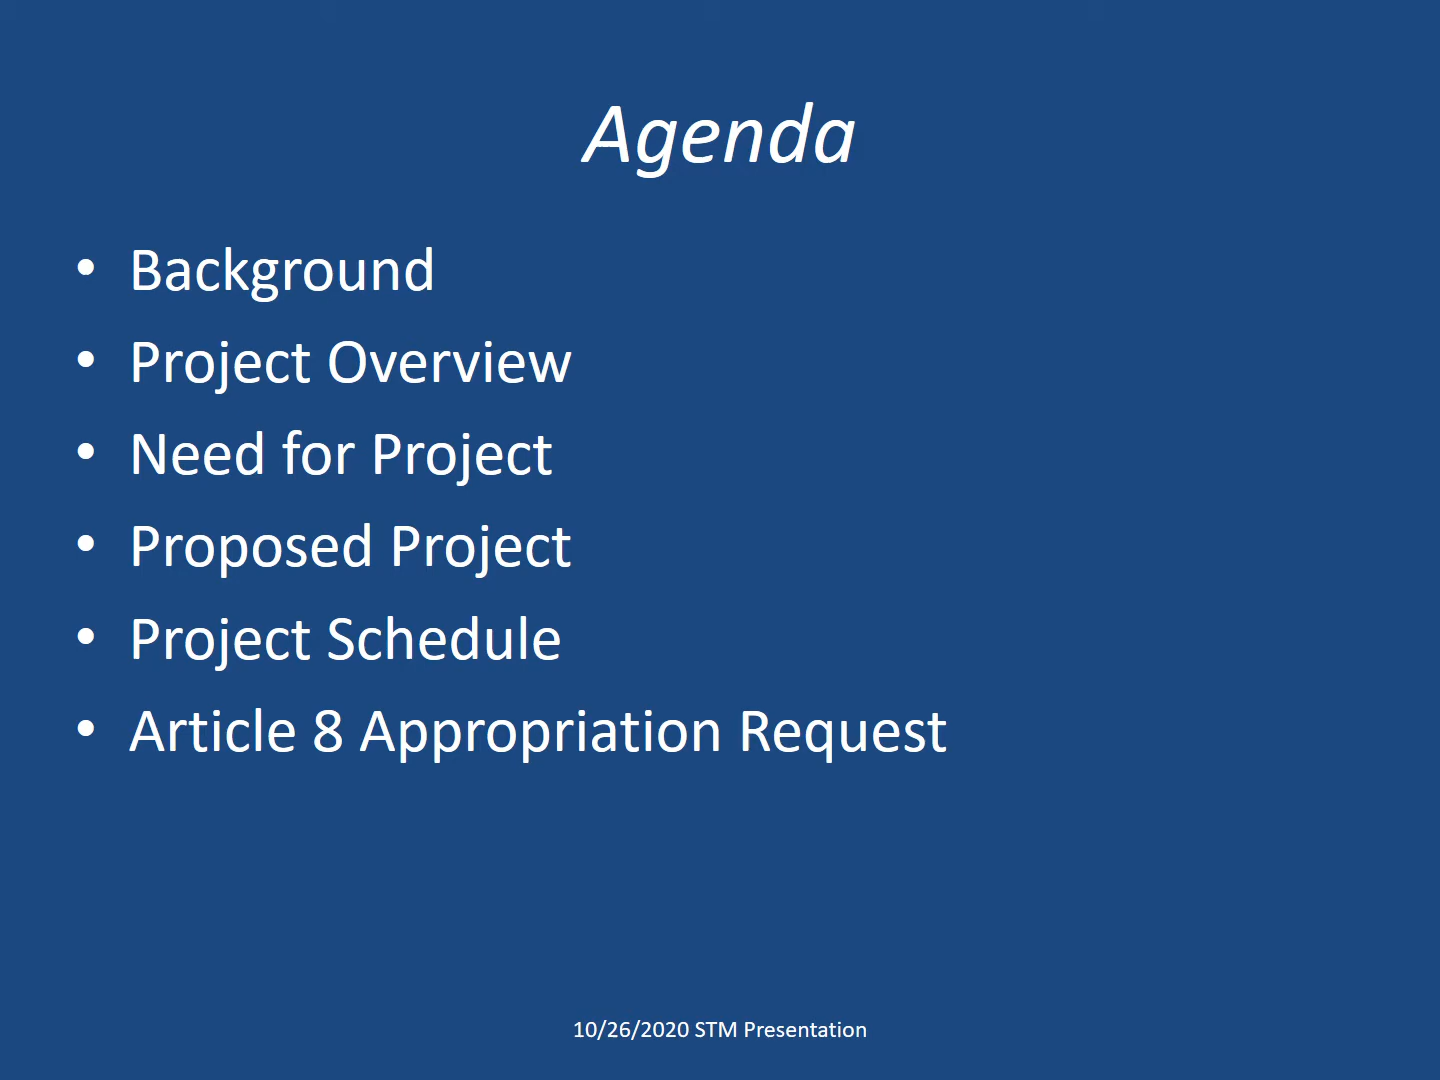 Agenda
• Background
• Project Overview
• Need for Project
• Proposed Project
• Project Schedule
• Article 8 Appropriation Request
10/26/2020 STM Presentation